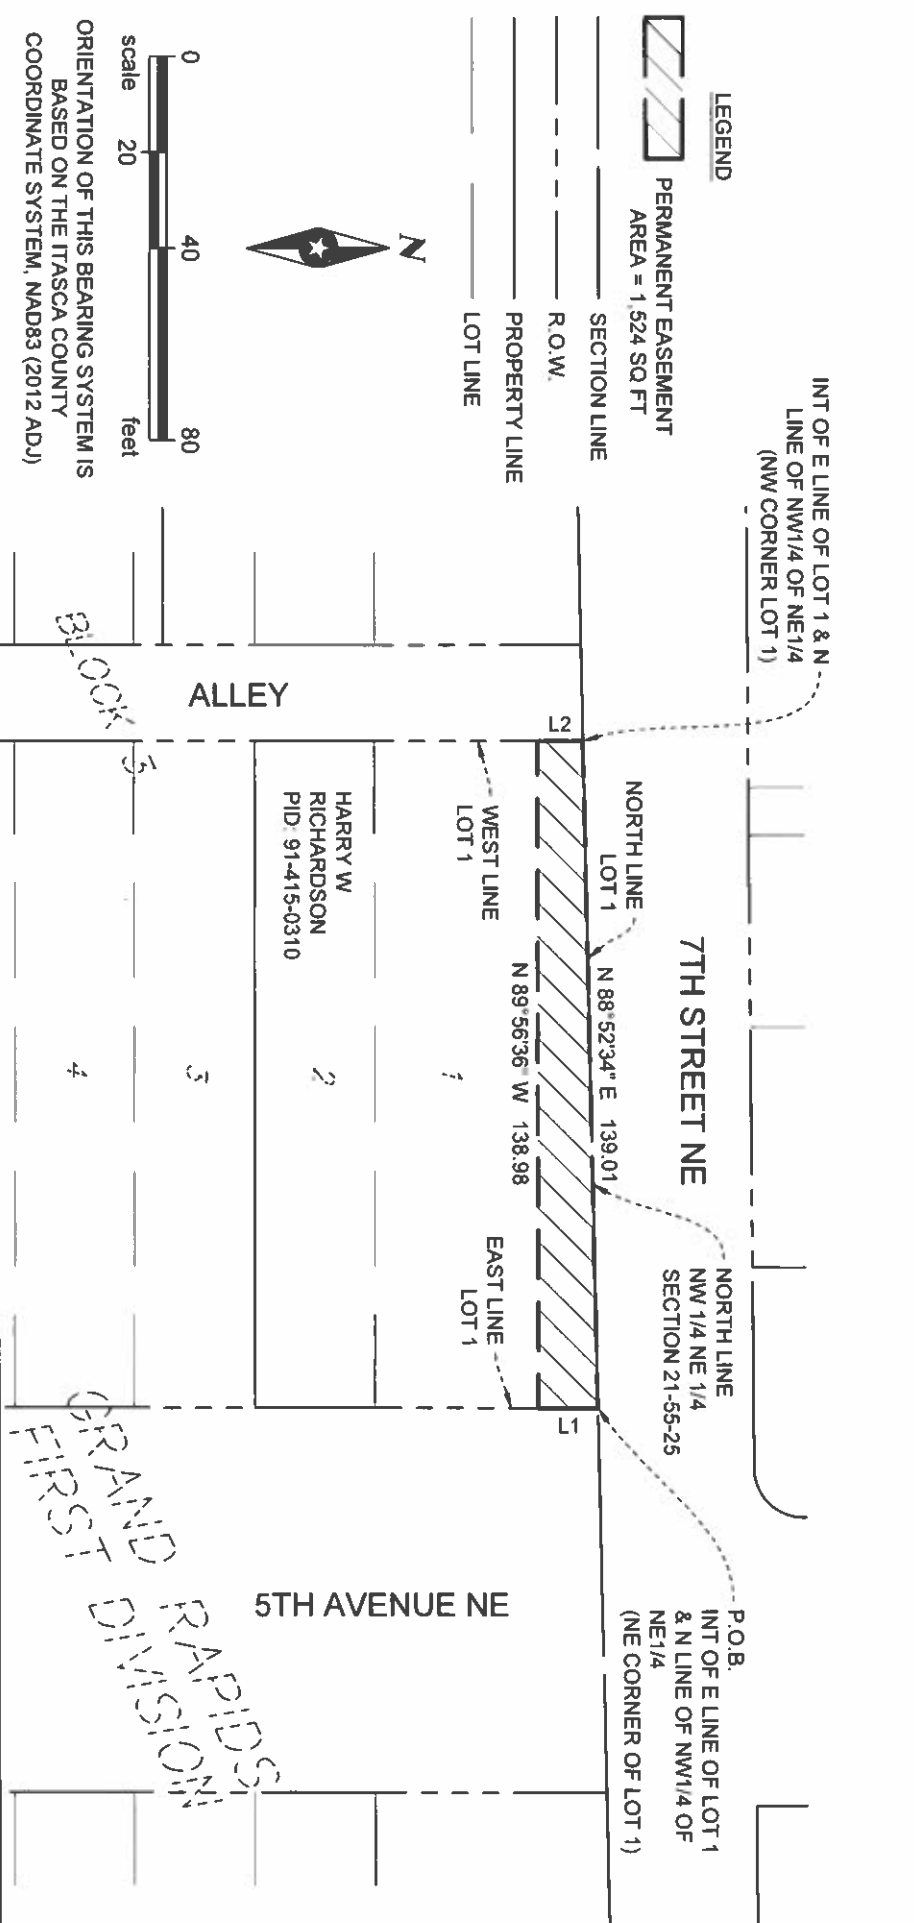 LEGEND
PERMANENT EASEMENT
AREA = 1,524 SQ FT
SECTION LINE
R.O.W.
PROPERTY LINE
LOT LINE
N
0
20
40
80
scale
feet
ORIENTATION OF THIS BEARING SYSTEM IS
BASED ON THE ITASCA COUNTY
COORDINATE SYSTEM, NAD83 (2012 ADJ)
INT OF E LINE OF LOT 1 & N
LINE OF NW1/4 OF NE1/4
(NW CORNER LOT 1)
7TH STREET NE
NORTH LINE
LOT 1
N 88°52'34" E 139.01
NORTH LINE
NW 1/4 NE 1/4
SECTION 21-55-25
P.O.B.
INT OF E LINE OF LOT 1
& N LINE OF NW1/4 OF
NE1/4
(NE CORNER OF LOT 1)
L2
L1
N 89°56'36" W 138.98
WEST LINE
LOT 1
EAST LINE
LOT 1
ALLEY
HARRY W
RICHARDSON
PID: 91-415-0310
1
2
3
4
BLOCK 3
5TH AVENUE NE
GRAND RAPIDS
FIRST DIVISION